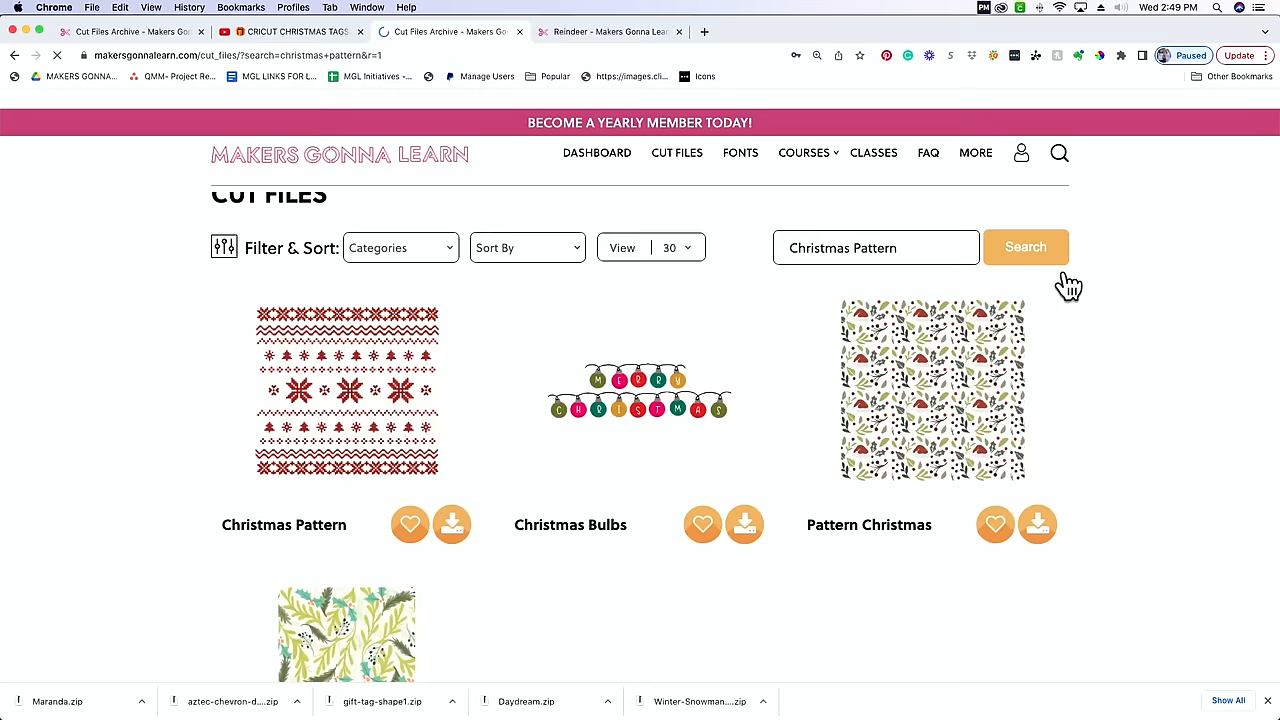 Chrome File Edit View History Bookmarks Profiles Tab Window Help PM Wed 2:49 PM
Cut Files Archive - Makers Gon CRICUT CHRISTMAS TAGS Cut Files Archive - Makers Go Reindeer - Makers Gonna Lear
makersgonnalearn.com/cut_files/?search=christmas+pattern&r=1 Paused Update
MAKERS GONNA... QMM- Project Re... MGL LINKS FOR L... MGL Initiatives -... Manage Users Popular https://images.cli... Icons Other Bookmarks
BECOME A YEARLY MEMBER TODAY!
MAKERS GONNA LEARN DASHBOARD CUT FILES FONTS COURSES CLASSES FAQ MORE
CUT FILES
Filter & Sort: Categories Sort By View 30 Christmas Pattern Search
MERRY
CHRISTMAS
Christmas Pattern Christmas Bulbs Pattern Christmas
Maranda.zip aztec-chevron-d....zip gift-tag-shape1.zip Daydream.zip Winter-Snowman....zip Show All